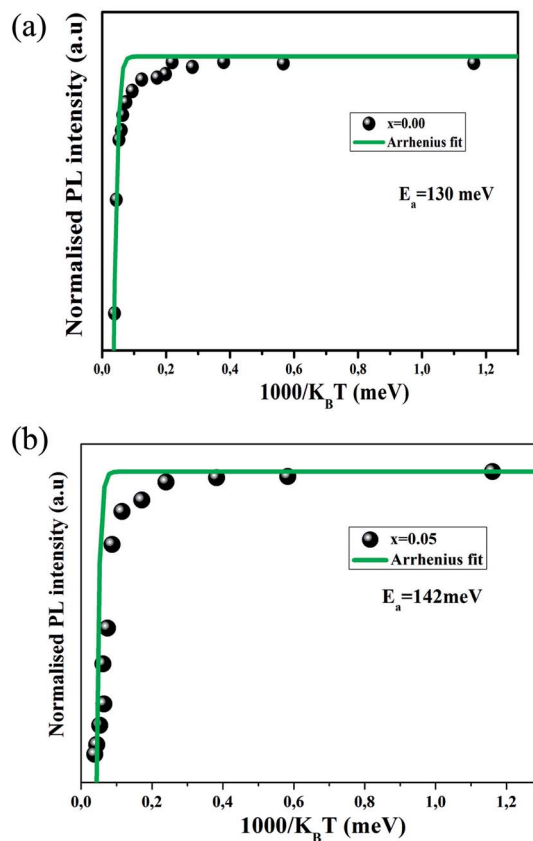 (a)
Normalised PL intensity (a.u)
x=0.00
Arrhenius fit
Eₐ=130 meV
0,0 0,2 0,4 0,6 0,8 1,0 1,2
1000/K_BT (meV)
(b)
Normalised PL intensity (a.u)
x=0.05
Arrhenius fit
Eₐ=142meV
0,0 0,2 0,4 0,6 0,8 1,0 1,2
1000/K_BT (meV)